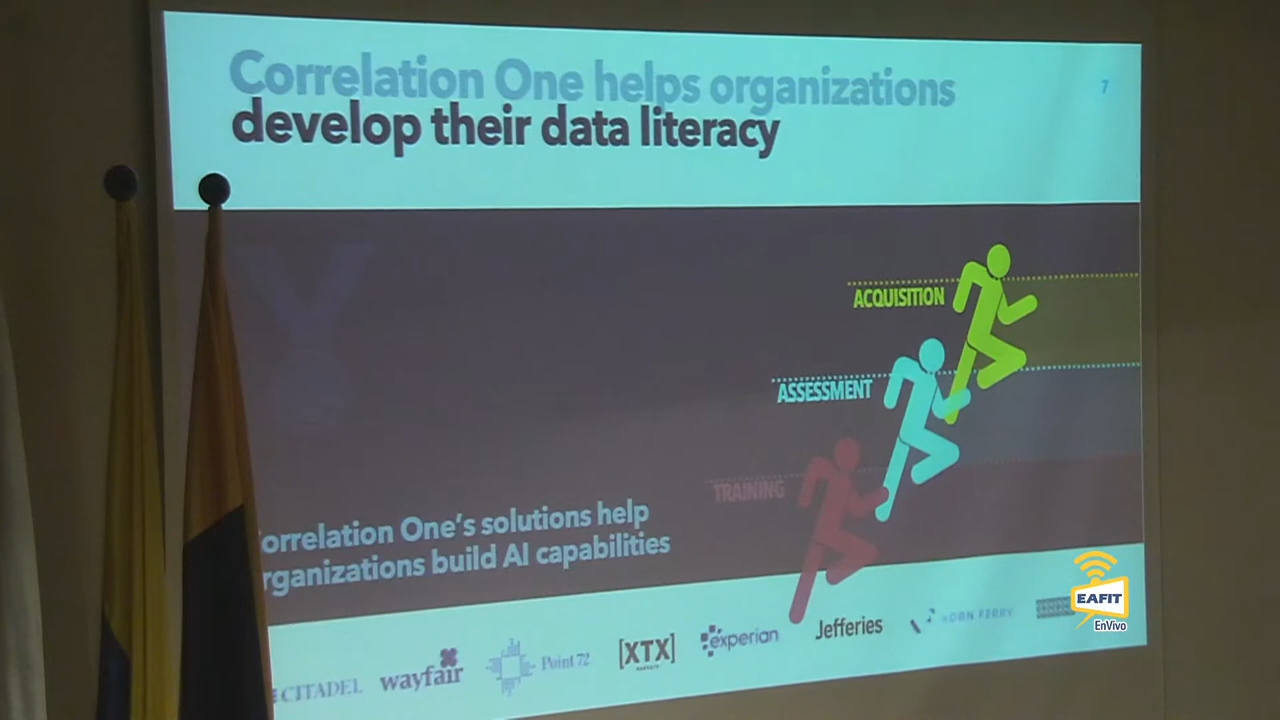 Correlation One helps organizations
7
develop their data literacy
ACQUISITION
ASSESSMENT
TRAINING
orrelation One's solutions help
rganizations build AI capabilities
CITADEL
wayfair
Point 72
[XTX]
experian
Jefferies
KORN FERRY
EAFIT
EnVivo